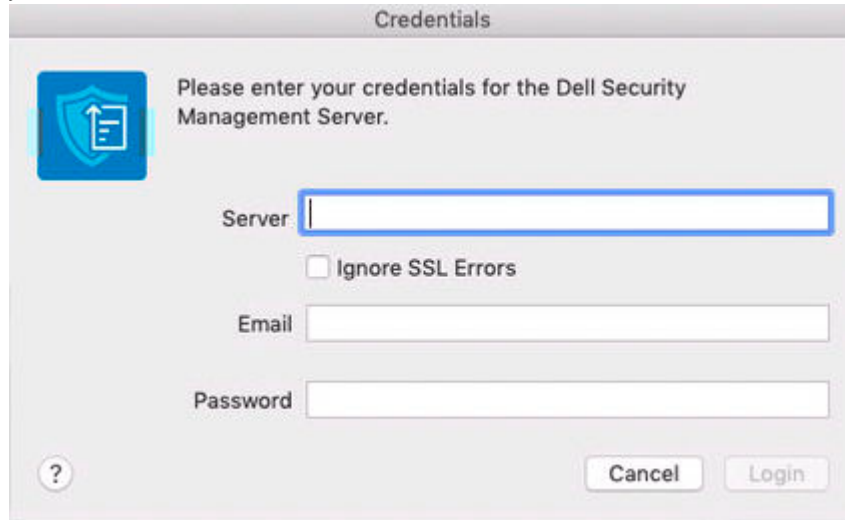 Credentials
Please enter your credentials for the Dell Security
Management Server.
Server
Ignore SSL Errors
Email
Password
?
Cancel
Login